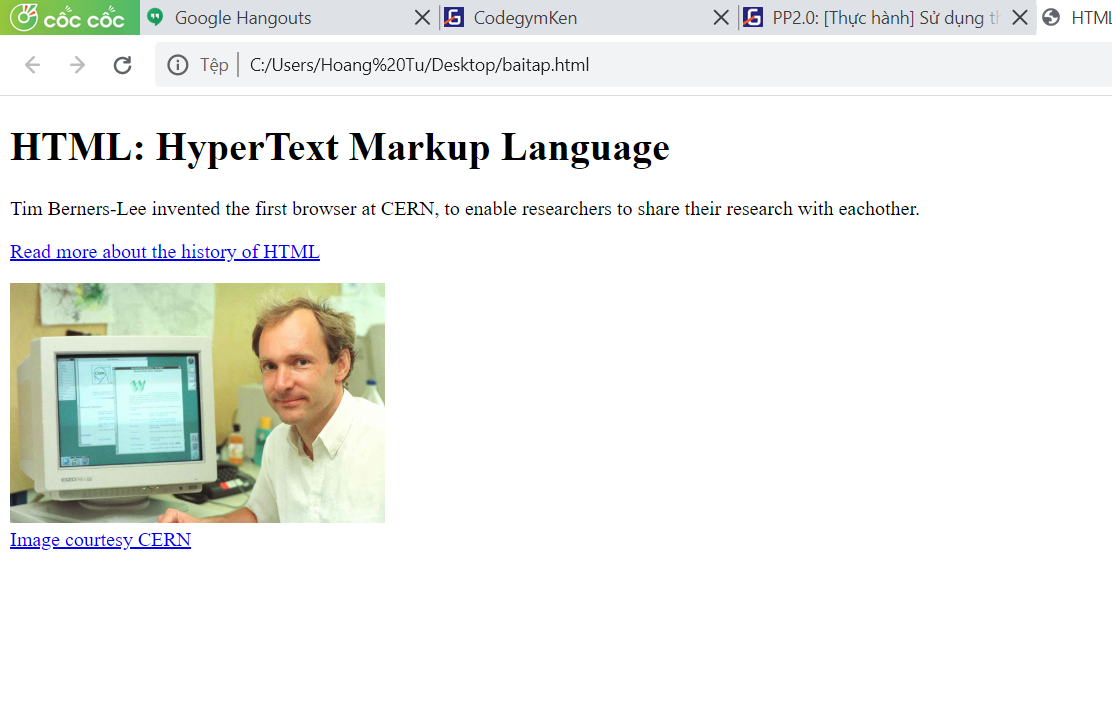 cốc cốc
Google Hangouts
CodegymKen
PP2.0: [Thực hành] Sử dụng
HTML
Tệp
C:/Users/Hoang%20Tu/Desktop/baitap.html
HTML: HyperText Markup Language
Tim Berners-Lee invented the first browser at CERN, to enable researchers to share their research with eachother.
Read more about the history of HTML
Image courtesy CERN